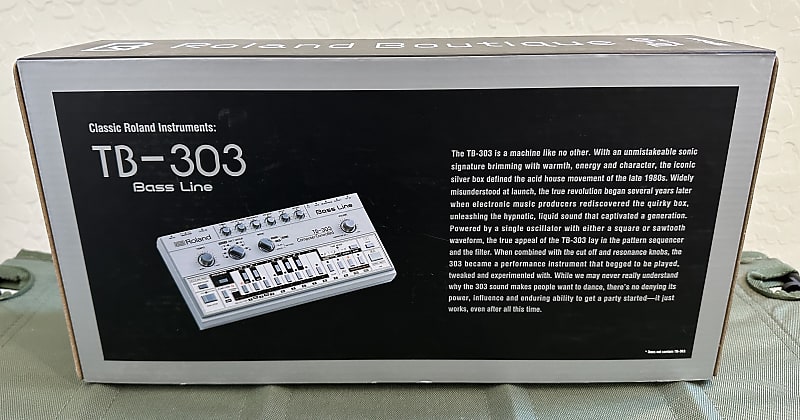 Roland Boutique
Classic Roland Instruments:
TB-303
Bass Line
Roland
Bass Line
TB-303
The TB-303 is a machine like no other. With an unmistakeable sonic
signature brimming with warmth, energy and character, the iconic
silver box defined the acid house movement of the late 1980s. Widely
misunderstood at launch, the true revolution began several years later
when electronic music producers rediscovered the quirky box,
unleashing the hypnotic, liquid sound that captivated a generation.
Powered by a single oscillator with either a square or sawtooth
waveform, the true appeal of the TB-303 lay in the pattern sequencer
and the filter. When combined with the cut off and resonance knobs, the
303 became a performance instrument that begged to be played,
tweaked and experimented with. While we may never really understand
why the 303 sound makes people want to dance, there's no denying its
power, influence and enduring ability to get a party started—it just
works, even after all this time.
* Does not contain TB-303